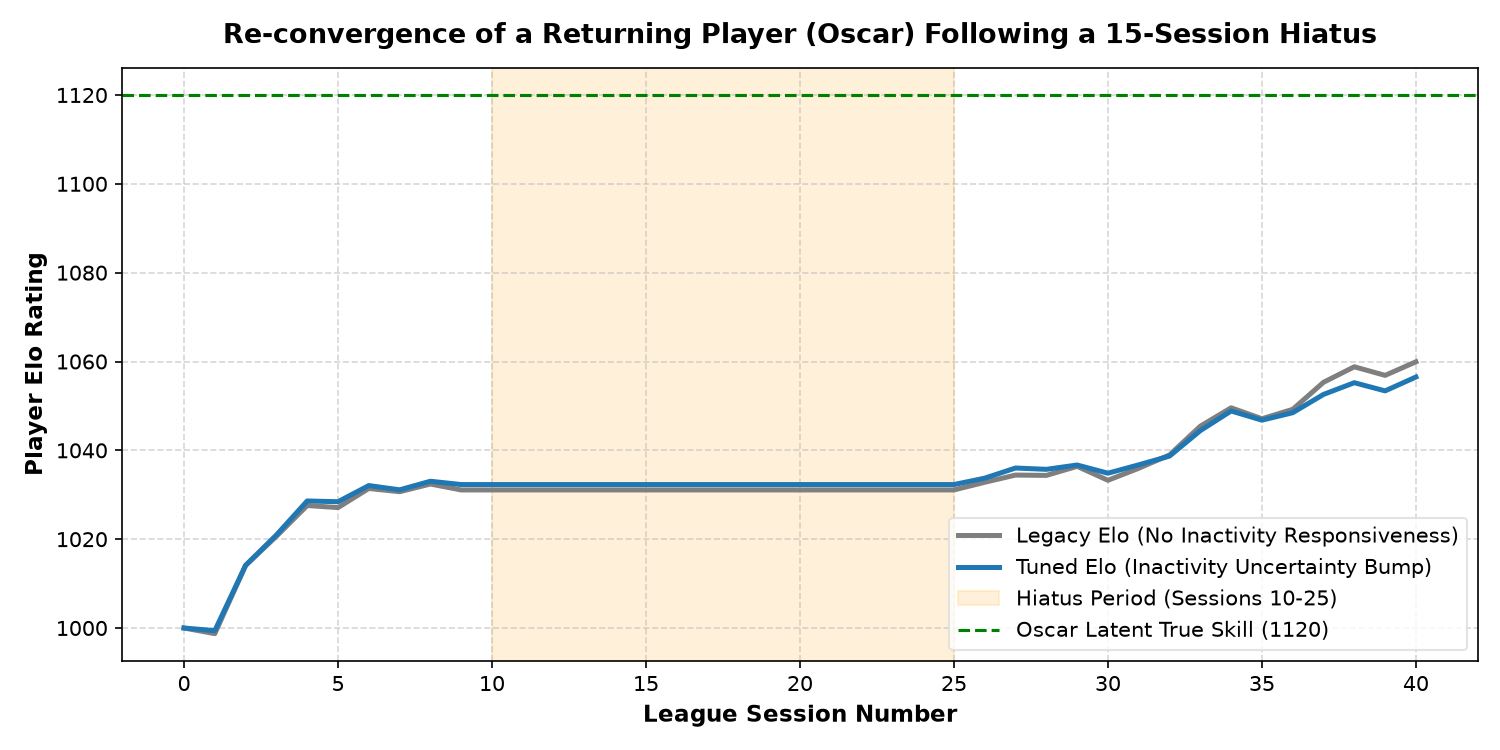 Re-convergence of a Returning Player (Oscar) Following a 15-Session Hiatus
Player Elo Rating
1120
1100
1080
1060
1040
1020
1000
0 5 10 15 20 25 30 35 40
League Session Number
Legacy Elo (No Inactivity Responsiveness)
Tuned Elo (Inactivity Uncertainty Bump)
Hiatus Period (Sessions 10-25)
Oscar Latent True Skill (1120)